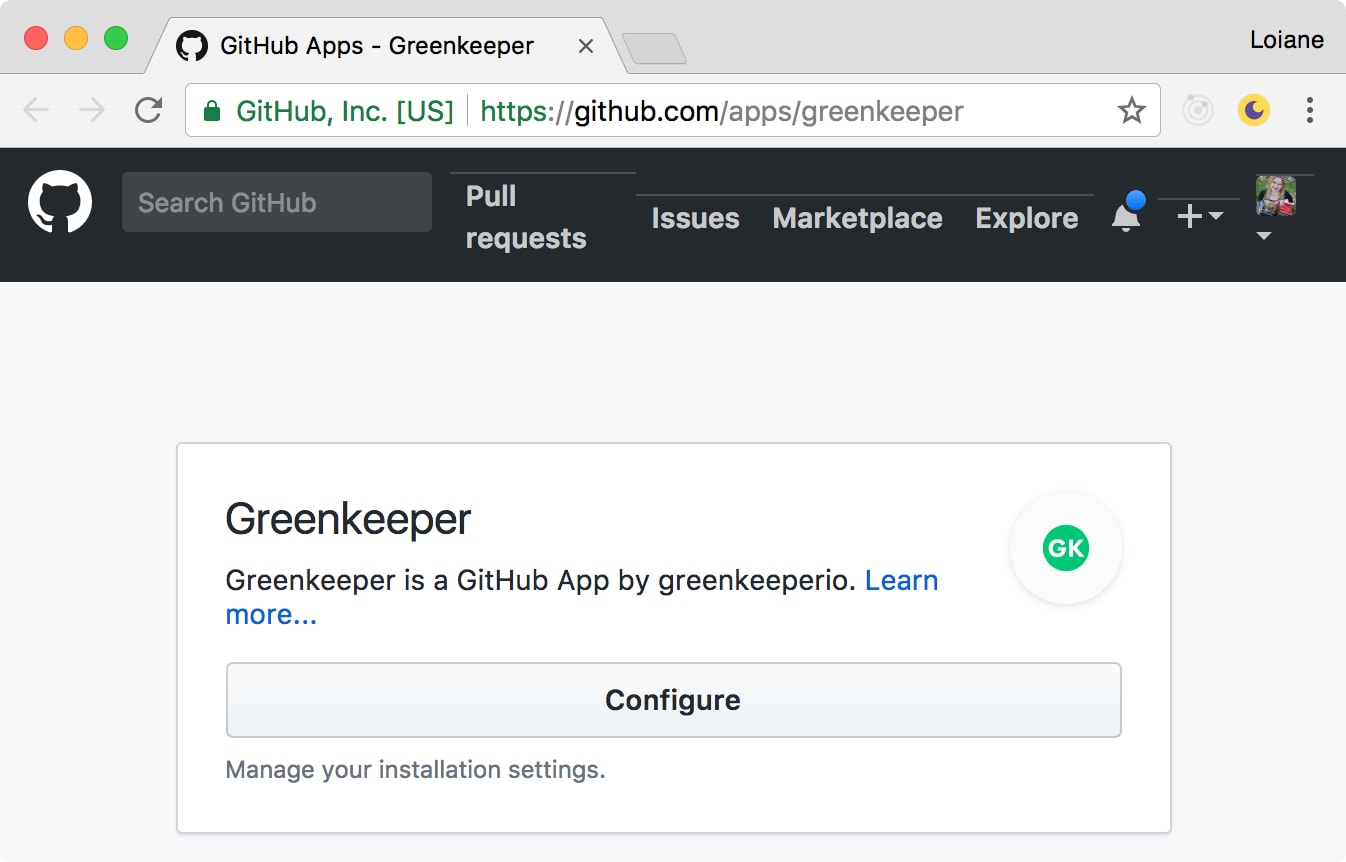 GitHub Apps - Greenkeeper
Loiane
GitHub, Inc. [US]
https://github.com/apps/greenkeeper
Search GitHub
Pull
requests
Issues
Marketplace
Explore
Greenkeeper
GK
Greenkeeper is a GitHub App by greenkeeperio. Learn
more...
Configure
Manage your installation settings.